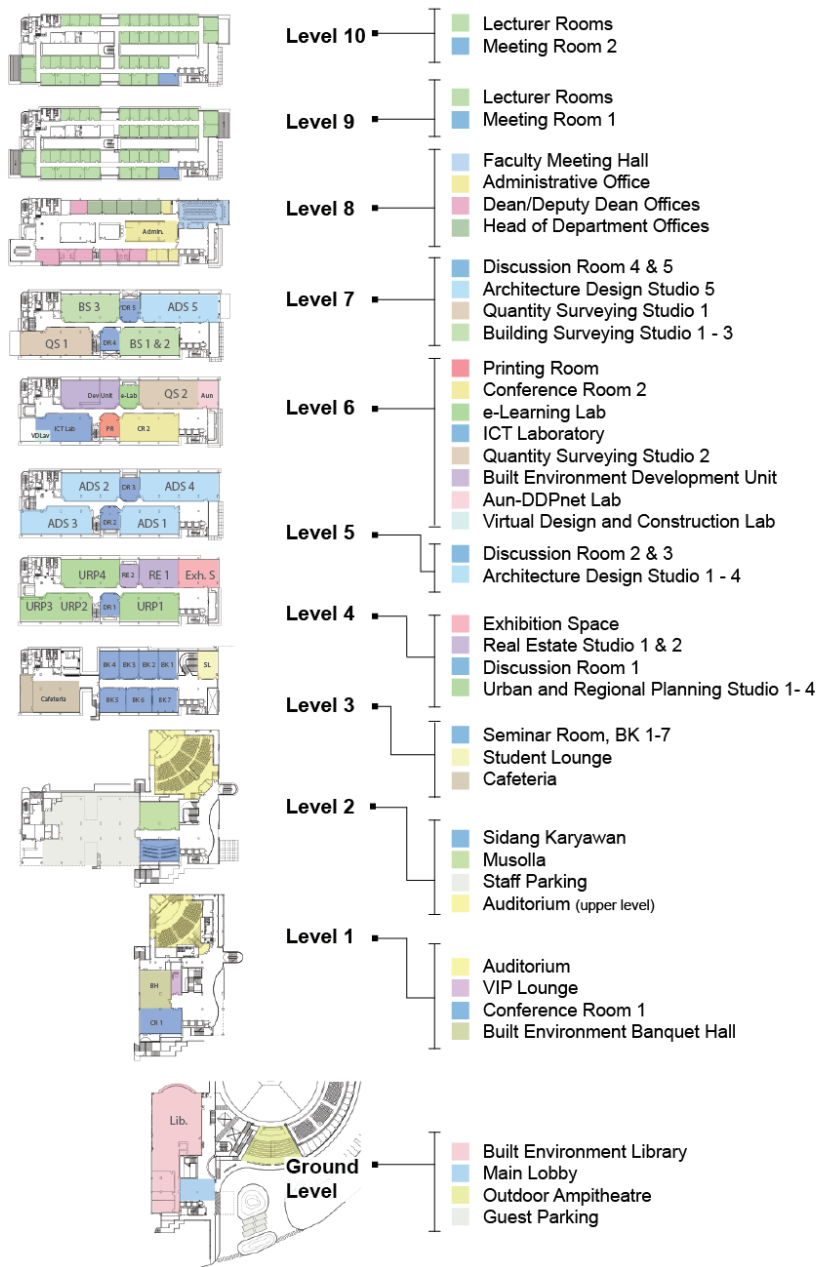 Level 10
Lecturer Rooms
Meeting Room 2
Level 9
Lecturer Rooms
Meeting Room 1
Level 8
Faculty Meeting Hall
Administrative Office
Dean/Deputy Dean Offices
Head of Department Offices
Admin.
Level 7
Discussion Room 4 & 5
Architecture Design Studio 5
Quantity Surveying Studio 1
Building Surveying Studio 1 - 3
BS 3
DR 5
ADS 5
QS 1
DR 4
BS 1 & 2
Level 6
Printing Room
Conference Room 2
e-Learning Lab
ICT Laboratory
Quantity Surveying Studio 2
Built Environment Development Unit
Aun-DDPnet Lab
Virtual Design and Construction Lab
Dev Unit
e-Lab
QS 2
Aun
VDLav
ICT Lab
PR
CR 2
Level 5
Discussion Room 2 & 3
Architecture Design Studio 1 - 4
ADS 2
DR 3
ADS 4
ADS 3
DR 2
ADS 1
Level 4
Exhibition Space
Real Estate Studio 1 & 2
Discussion Room 1
Urban and Regional Planning Studio 1- 4
URP4
RE 2
RE 1
Exh. S
URP3
URP2
DR 1
URP1
Level 3
Seminar Room, BK 1-7
Student Lounge
Cafeteria
BK 4
BK 3
BK 2
BK 1
SL
Cafeteria
BK 5
BK 6
BK 7
Level 2
Sidang Karyawan
Musolla
Staff Parking
Auditorium (upper level)
Level 1
Auditorium
VIP Lounge
Conference Room 1
Built Environment Banquet Hall
BH
CR 1
Ground
Level
Built Environment Library
Main Lobby
Outdoor Ampitheatre
Guest Parking
Lib.